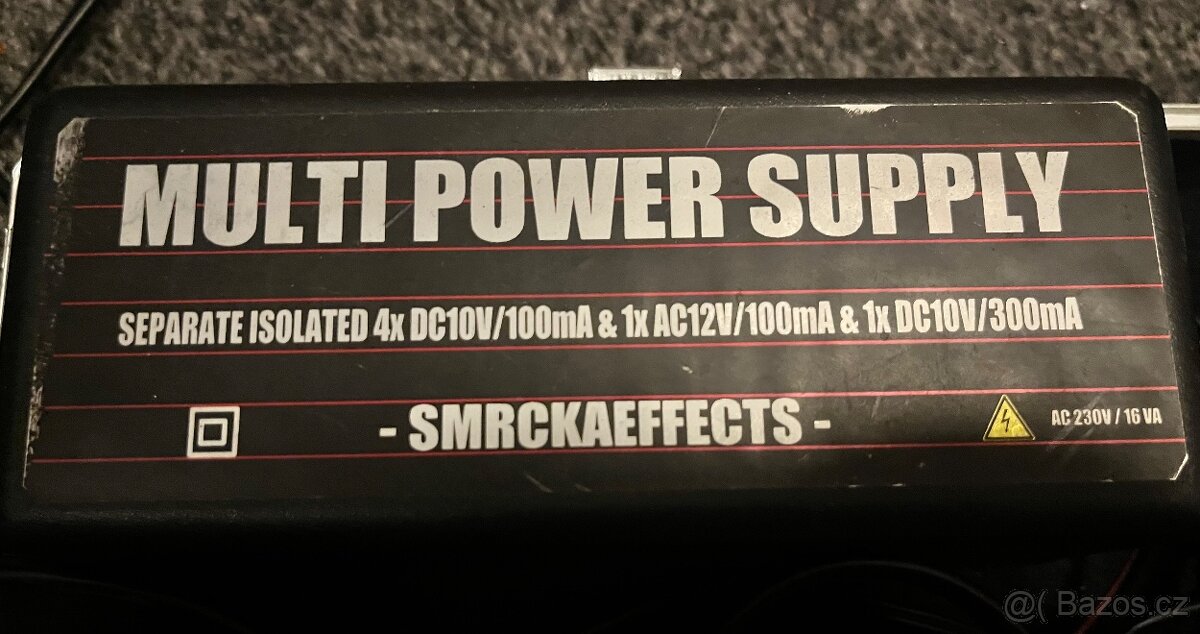 MULTI POWER SUPPLY
SEPARATE ISOLATED 4x DC10V/100mA & 1x AC12V/100mA & 1x DC10V/300mA
- SMRCKAEFFECTS -
AC 230V / 16 VA
@( Bazos.cz